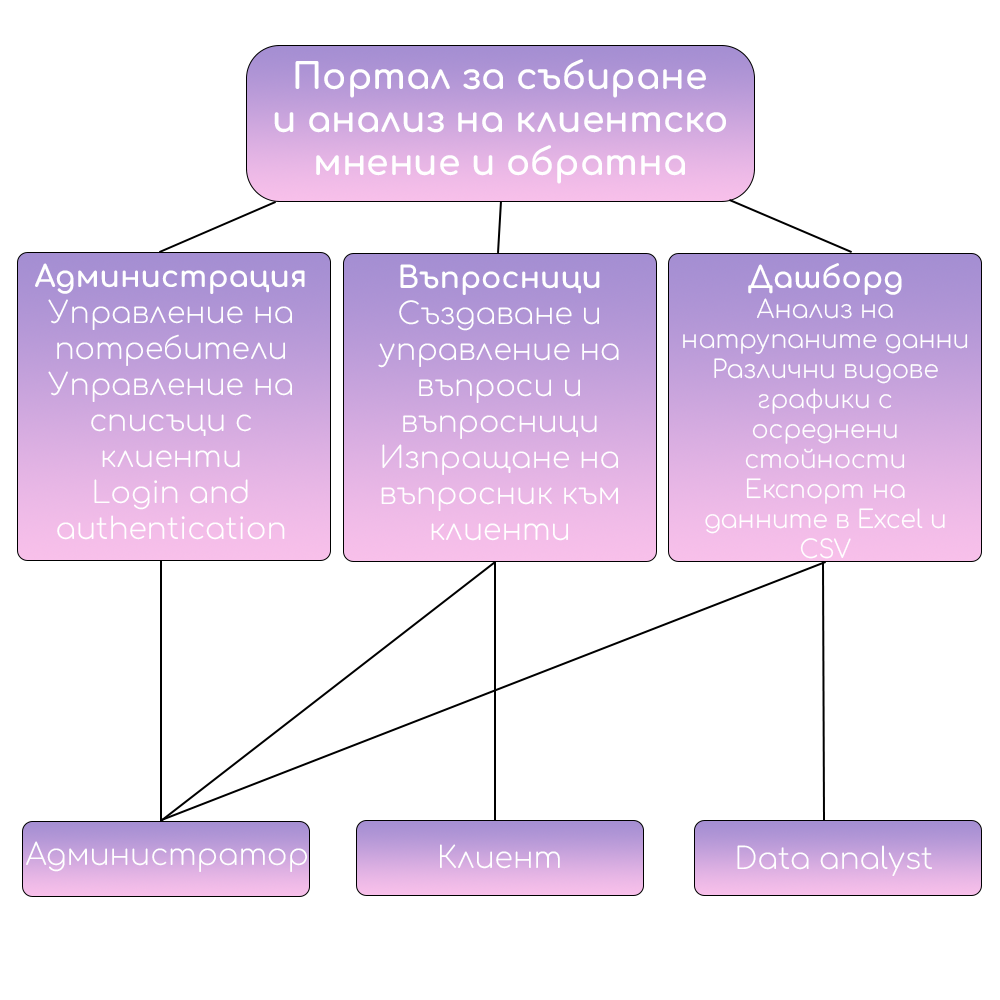 Портал за събиране
и анализ на клиентско
мнение и обратна
Администрация
Управление на
потребители
Управление на
списъци с
клиенти
Login and
authentication
Въпросници
Създаване и
управление на
въпроси и
въпросници
Изпращане на
въпросник към
клиенти
Дашборд
Анализ на
натрупаните данни
Различни видове
графики с
осреднени
стойности
Експорт на
данните в Excel и
CSV
Администратор
Клиент
Data analyst